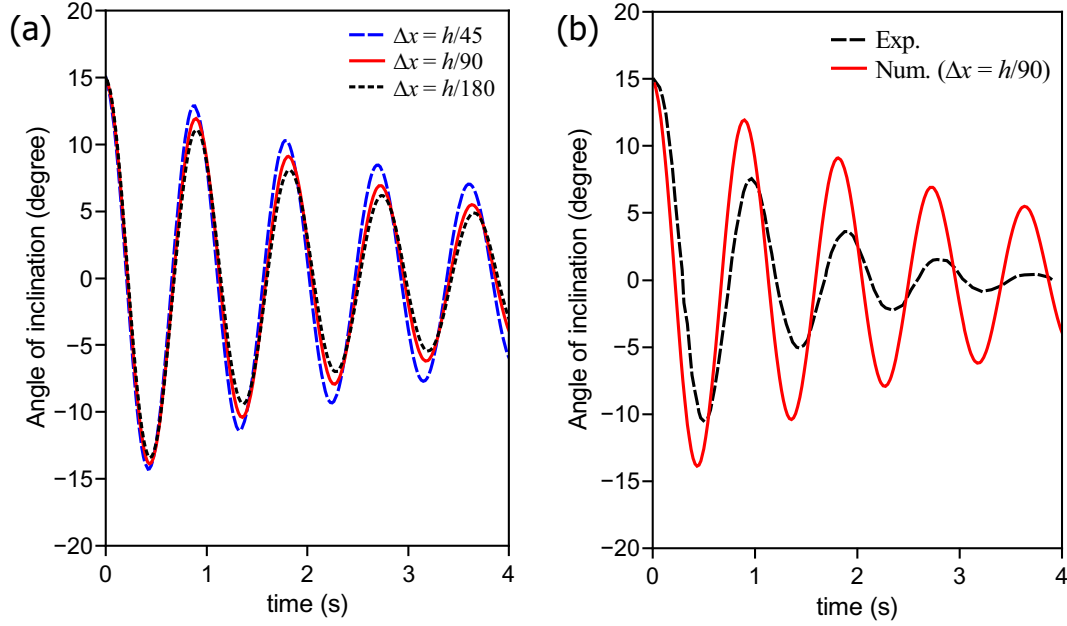 (a)
Angle of inclination (degree)
20
15
10
5
0
−5
−10
−15
−20
Δx = h/45
Δx = h/90
Δx = h/180
0 1 2 3 4
time (s)
(b)
Angle of inclination (degree)
20
15
10
5
0
−5
−10
−15
−20
Exp.
Num. (Δx = h/90)
0 1 2 3 4
time (s)